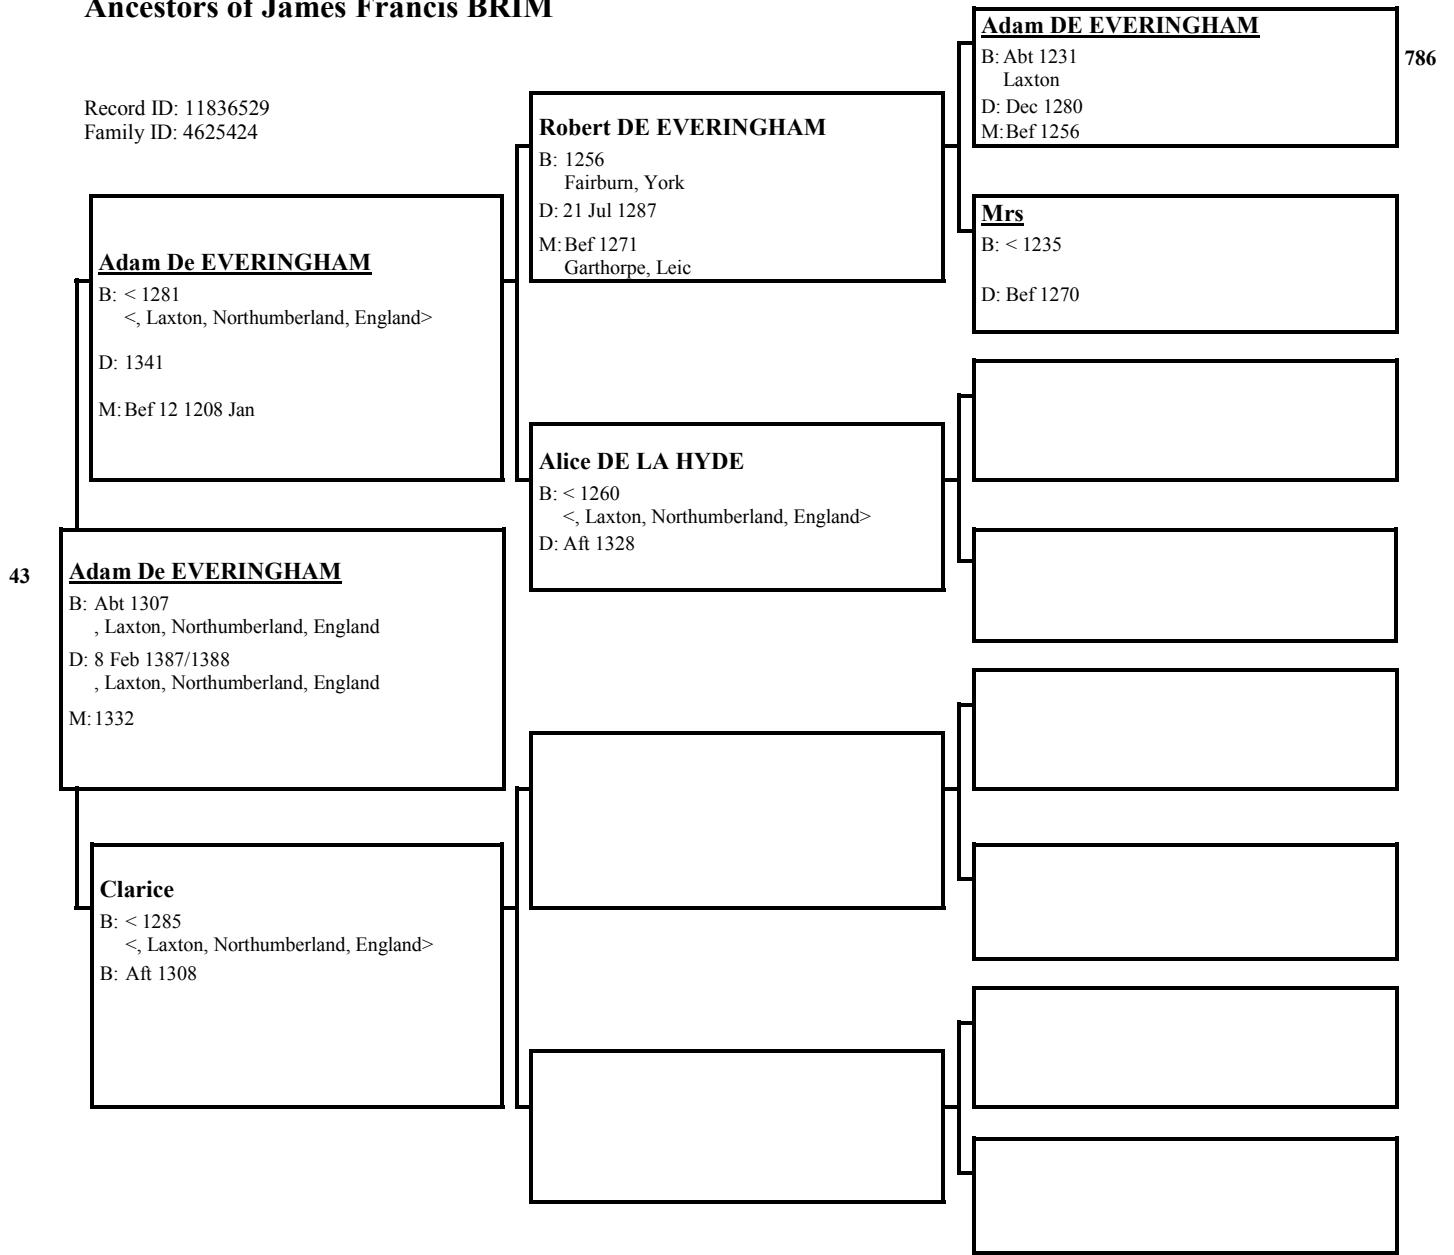 Ancestors of James Francis BRIM
Record ID: 11836529
Family ID: 4625424
43
Adam De EVERINGHAM
B: Abt 1307
, Laxton, Northumberland, England
D: 8 Feb 1387/1388
, Laxton, Northumberland, England
M: 1332
Adam De EVERINGHAM
B: < 1281
<, Laxton, Northumberland, England>
D: 1341
M: Bef 12 1208 Jan
Clarice
B: < 1285
<, Laxton, Northumberland, England>
B: Aft 1308
Robert DE EVERINGHAM
B: 1256
Fairburn, York
D: 21 Jul 1287
M: Bef 1271
Garthorpe, Leic
Alice DE LA HYDE
B: < 1260
<, Laxton, Northumberland, England>
D: Aft 1328
Adam DE EVERINGHAM
B: Abt 1231
Laxton
D: Dec 1280
M: Bef 1256
786
Mrs
B: < 1235
D: Bef 1270